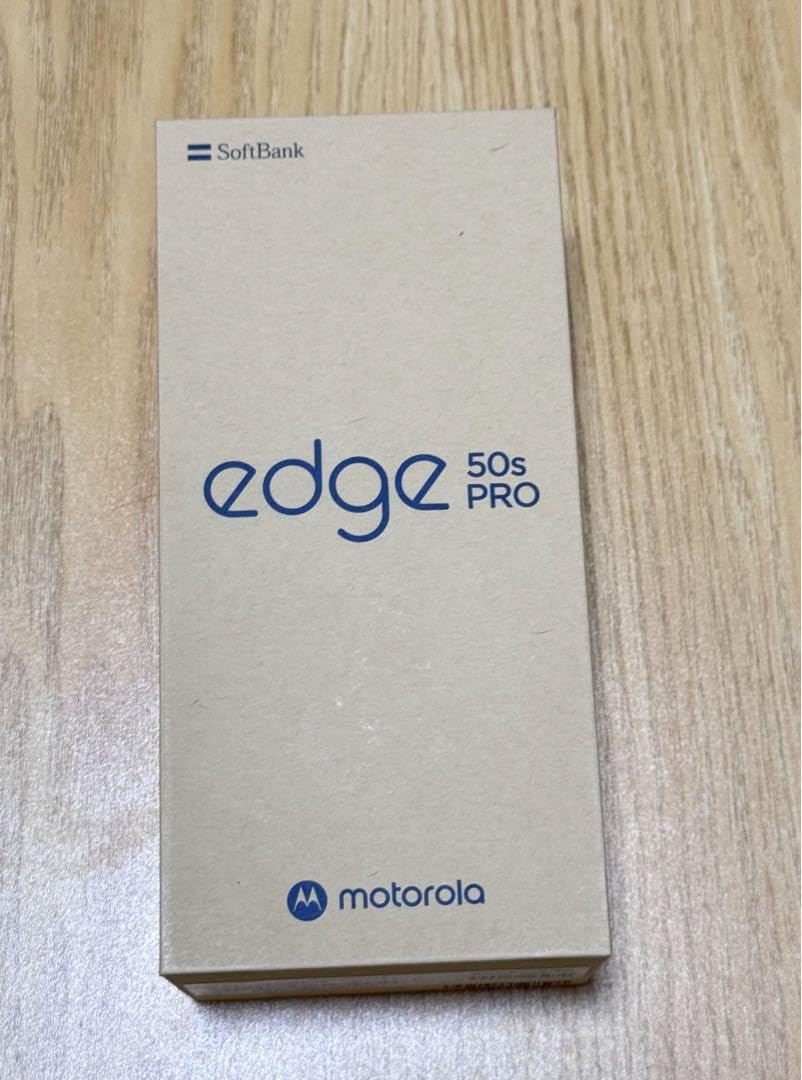 SoftBank
edge 50s
PRO
motorola